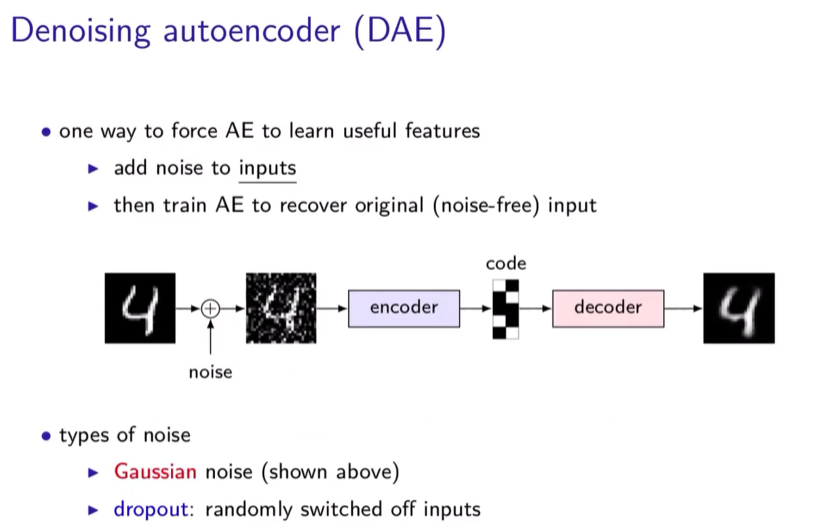 Denoising autoencoder (DAE)
• one way to force AE to learn useful features
▶ add noise to inputs
▶ then train AE to recover original (noise-free) input
code
encoder
decoder
noise
• types of noise
▶ Gaussian noise (shown above)
▶ dropout: randomly switched off inputs